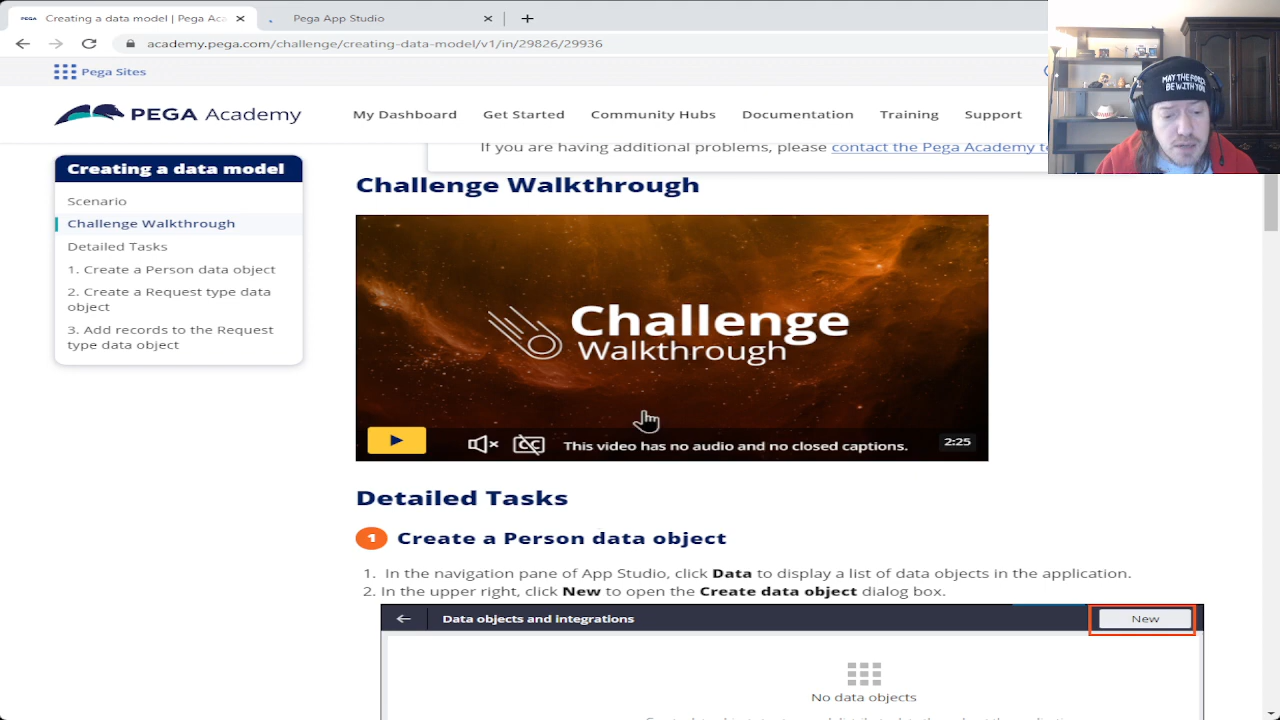 Creating a data model | Pega Aca
Pega App Studio
academy.pega.com/challenge/creating-data-model/v1/in/29826/29936
Pega Sites
PEGA Academy
My Dashboard
Get Started
Community Hubs
Documentation
Training
Support
MAY THE FORCE
BE WITH YOU
If you are having additional problems, please contact the Pega Academy te
Creating a data model
Scenario
Challenge Walkthrough
Detailed Tasks
1. Create a Person data object
2. Create a Request type data
object
3. Add records to the Request
type data object
Challenge Walkthrough
Challenge
Walkthrough
CC
This video has no audio and no closed captions.
2:25
Detailed Tasks
1 Create a Person data object
1. In the navigation pane of App Studio, click Data to display a list of data objects in the application.
2. In the upper right, click New to open the Create data object dialog box.
Data objects and integrations
New
No data objects